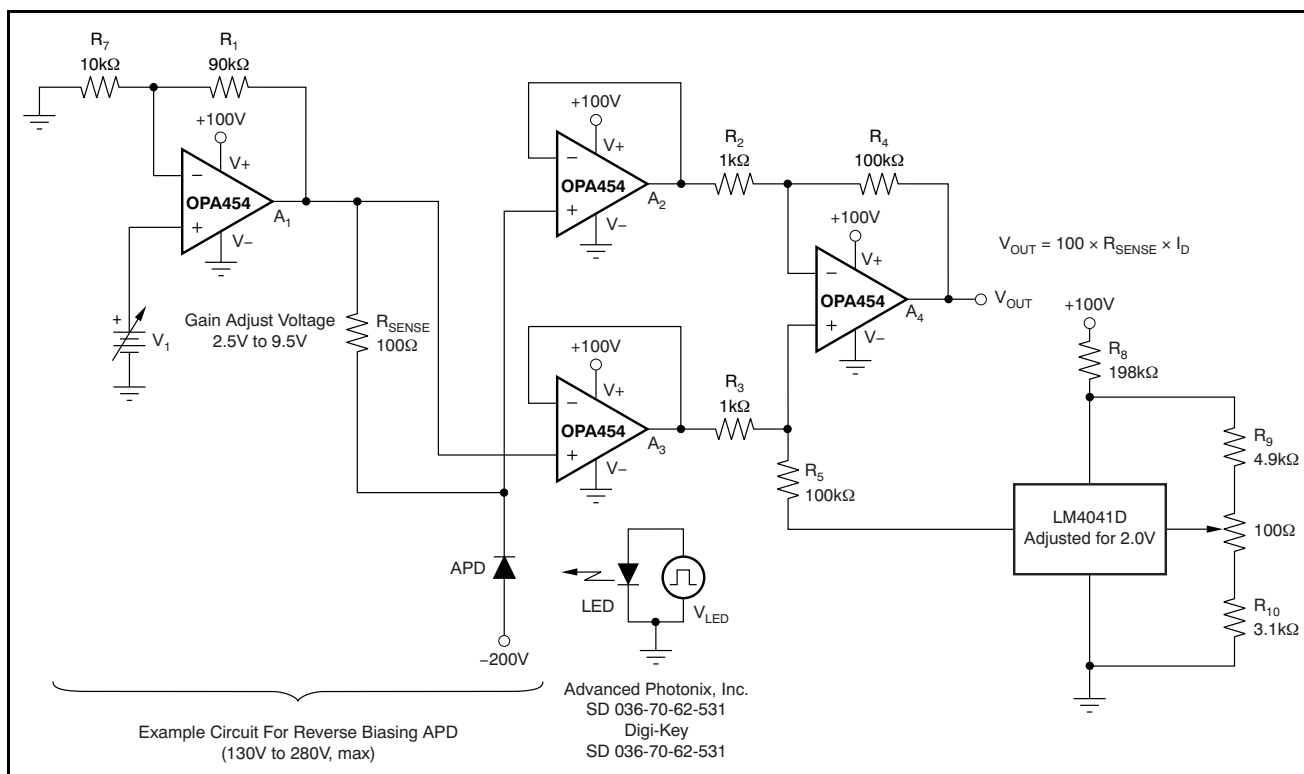 R7
10kΩ
R1
90kΩ
+100V
V+
−
OPA454
+
V−
A1
+
V1
Gain Adjust Voltage
2.5V to 9.5V
RSENSE
100Ω
+100V
V+
−
OPA454
+
V−
A2
R2
1kΩ
R4
100kΩ
+100V
V+
−
OPA454
+
V−
A4
VOUT = 100 × RSENSE × ID
VOUT
+100V
V+
−
OPA454
+
V−
A3
R3
1kΩ
R5
100kΩ
+100V
R8
198kΩ
R9
4.9kΩ
LM4041D
Adjusted for 2.0V
100Ω
R10
3.1kΩ
APD
LED
VLED
−200V
Example Circuit For Reverse Biasing APD
(130V to 280V, max)
Advanced Photonix, Inc.
SD 036-70-62-531
Digi-Key
SD 036-70-62-531